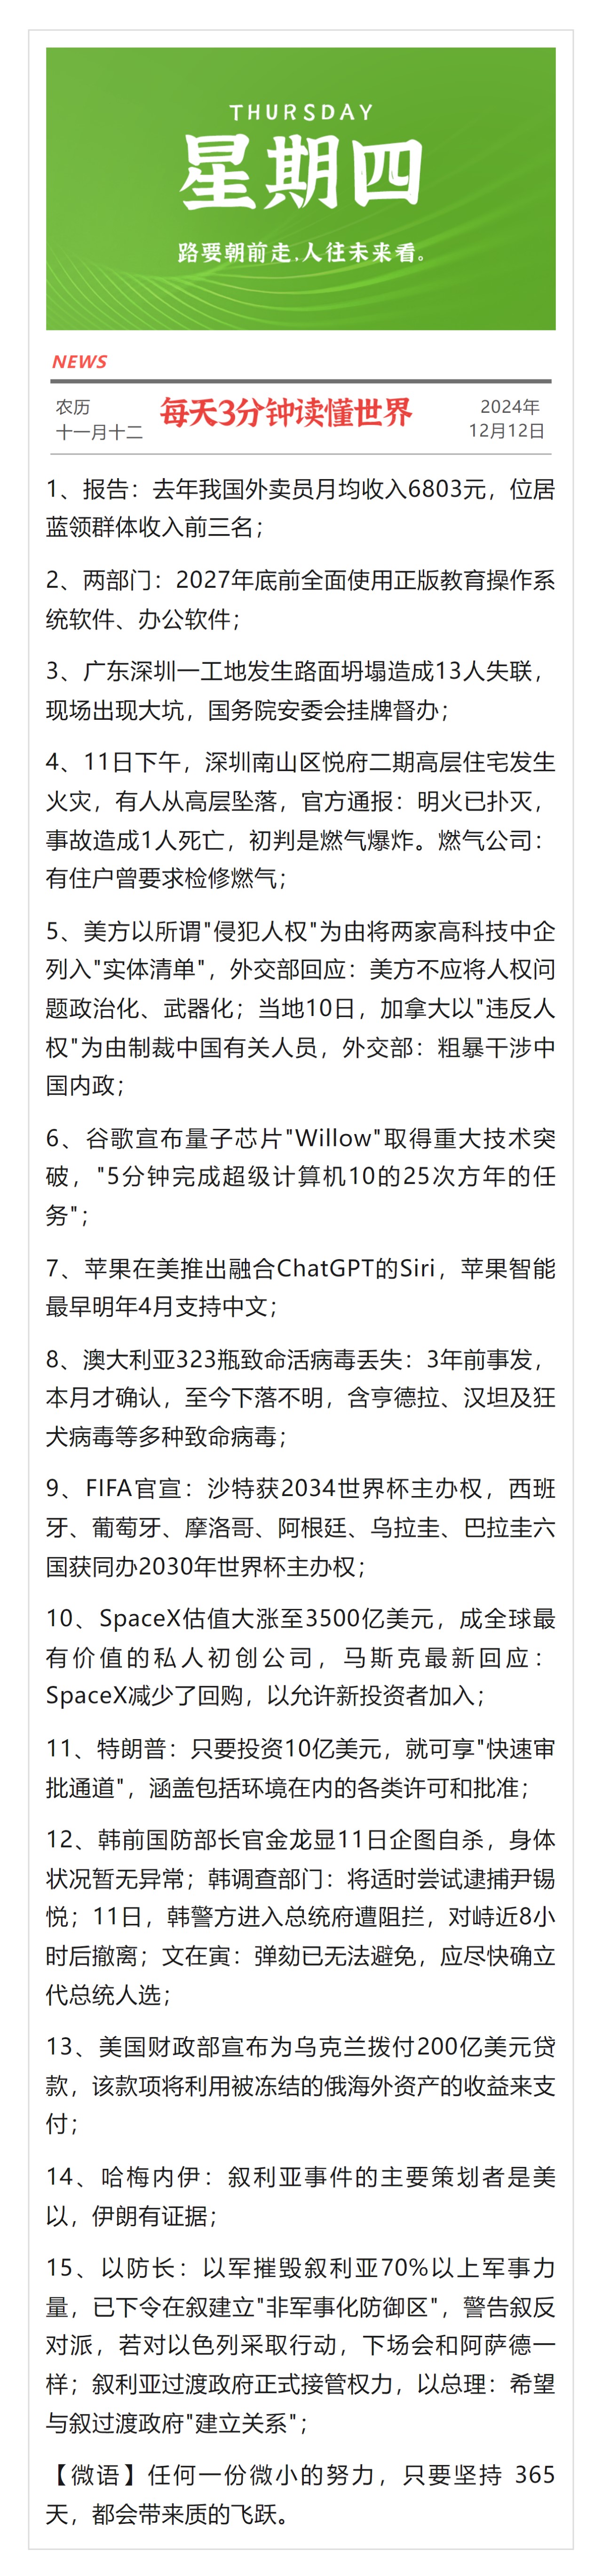 THURSDAY
星期四
路要朝前走,人往未来看。
NEWS
农历
十一月十二
每天3分钟读懂世界
2024年
12月12日
1、报告：去年我国外卖员月均收入6803元，位居
蓝领群体收入前三名；
2、两部门：2027年底前全面使用正版教育操作系
统软件、办公软件；
3、广东深圳一工地发生路面坍塌造成13人失联，
现场出现大坑，国务院安委会挂牌督办；
4、11日下午，深圳南山区悦府二期高层住宅发生
火灾，有人从高层坠落，官方通报：明火已扑灭，
事故造成1人死亡，初判是燃气爆炸。燃气公司：
有住户曾要求检修燃气；
5、美方以所谓"侵犯人权"为由将两家高科技中企
列入"实体清单"，外交部回应：美方不应将人权问
题政治化、武器化；当地10日，加拿大以"违反人
权"为由制裁中国有关人员，外交部：粗暴干涉中
国内政；
6、谷歌宣布量子芯片"Willow"取得重大技术突
破，"5分钟完成超级计算机10的25次方年的任
务"；
7、苹果在美推出融合ChatGPT的Siri，苹果智能
最早明年4月支持中文；
8、澳大利亚323瓶致命活病毒丢失：3年前事发，
本月才确认，至今下落不明，含亨德拉、汉坦及狂
犬病毒等多种致命病毒；
9、FIFA官宣：沙特获2034世界杯主办权，西班
牙、葡萄牙、摩洛哥、阿根廷、乌拉圭、巴拉圭六
国获同办2030年世界杯主办权；
10、SpaceX估值大涨至3500亿美元，成全球最
有价值的私人初创公司，马斯克最新回应：
SpaceX减少了回购，以允许新投资者加入；
11、特朗普：只要投资10亿美元，就可享"快速审
批通道"，涵盖包括环境在内的各类许可和批准；
12、韩前国防部长官金龙显11日企图自杀，身体
状况暂无异常；韩调查部门：将适时尝试逮捕尹锡
悦；11日，韩警方进入总统府遭阻拦，对峙近8小
时后撤离；文在寅：弹劾已无法避免，应尽快确立
代总统人选；
13、美国财政部宣布为乌克兰拨付200亿美元贷
款，该款项将利用被冻结的俄海外资产的收益来支
付；
14、哈梅内伊：叙利亚事件的主要策划者是美
以，伊朗有证据；
15、以防长：以军摧毁叙利亚70%以上军事力
量，已下令在叙建立"非军事化防御区"，警告叙反
对派，若对以色列采取行动，下场会和阿萨德一
样；叙利亚过渡政府正式接管权力，以总理：希望
与叙过渡政府"建立关系"；
【微语】任何一份微小的努力，只要坚持 365
天，都会带来质的飞跃。